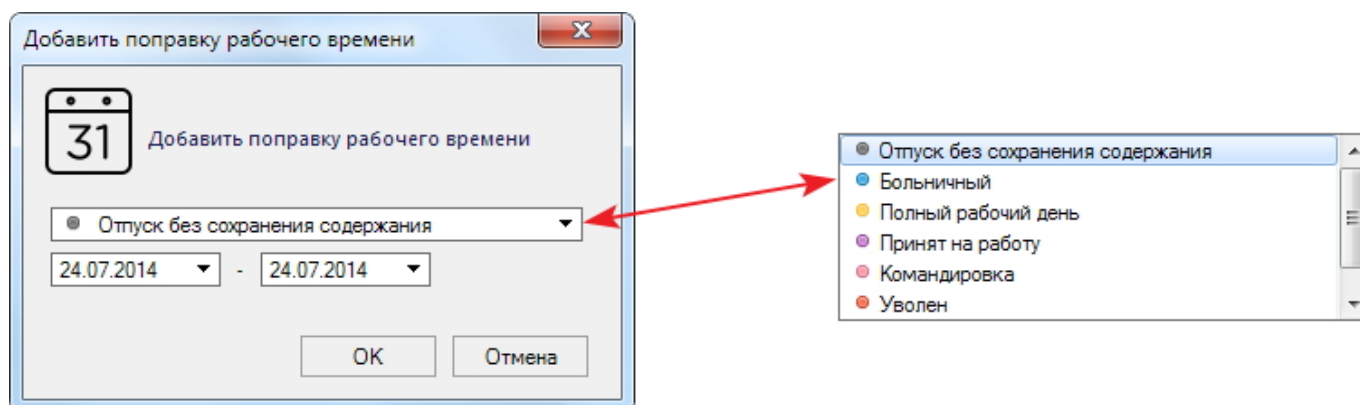 Добавить поправку рабочего времени
31
Добавить поправку рабочего времени
Отпуск без сохранения содержания
24.07.2014 - 24.07.2014
OK Отмена
Отпуск без сохранения содержания
Больничный
Полный рабочий день
Принят на работу
Командировка
Уволен